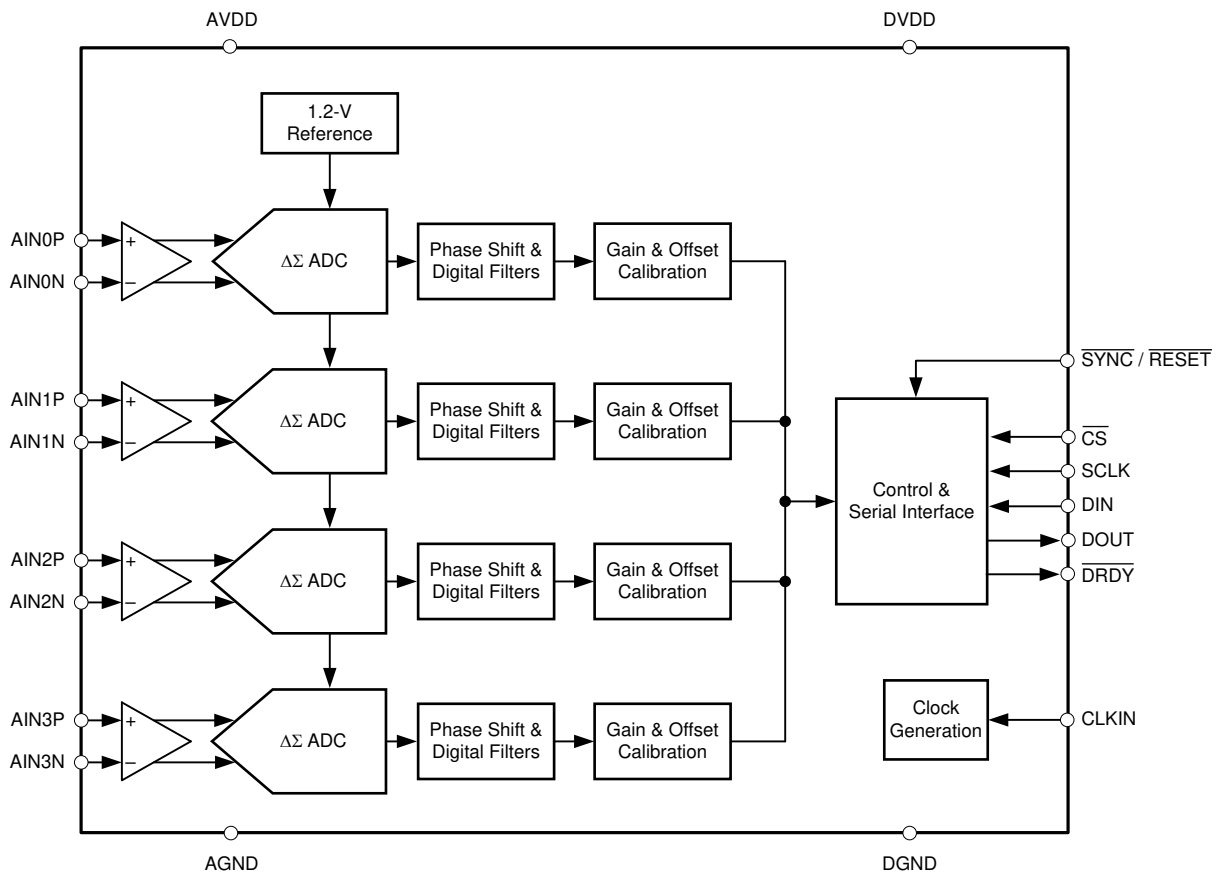 AVDD
DVDD
1.2-V
Reference
AIN0P
+
AIN0N
−
ΔΣ ADC
Phase Shift &
Digital Filters
Gain & Offset
Calibration
SYNC / RESET
AIN1P
+
AIN1N
−
ΔΣ ADC
Phase Shift &
Digital Filters
Gain & Offset
Calibration
CS
SCLK
Control &
Serial Interface
DIN
DOUT
DRDY
AIN2P
+
AIN2N
−
ΔΣ ADC
Phase Shift &
Digital Filters
Gain & Offset
Calibration
AIN3P
+
AIN3N
−
ΔΣ ADC
Phase Shift &
Digital Filters
Gain & Offset
Calibration
Clock
Generation
CLKIN
AGND
DGND